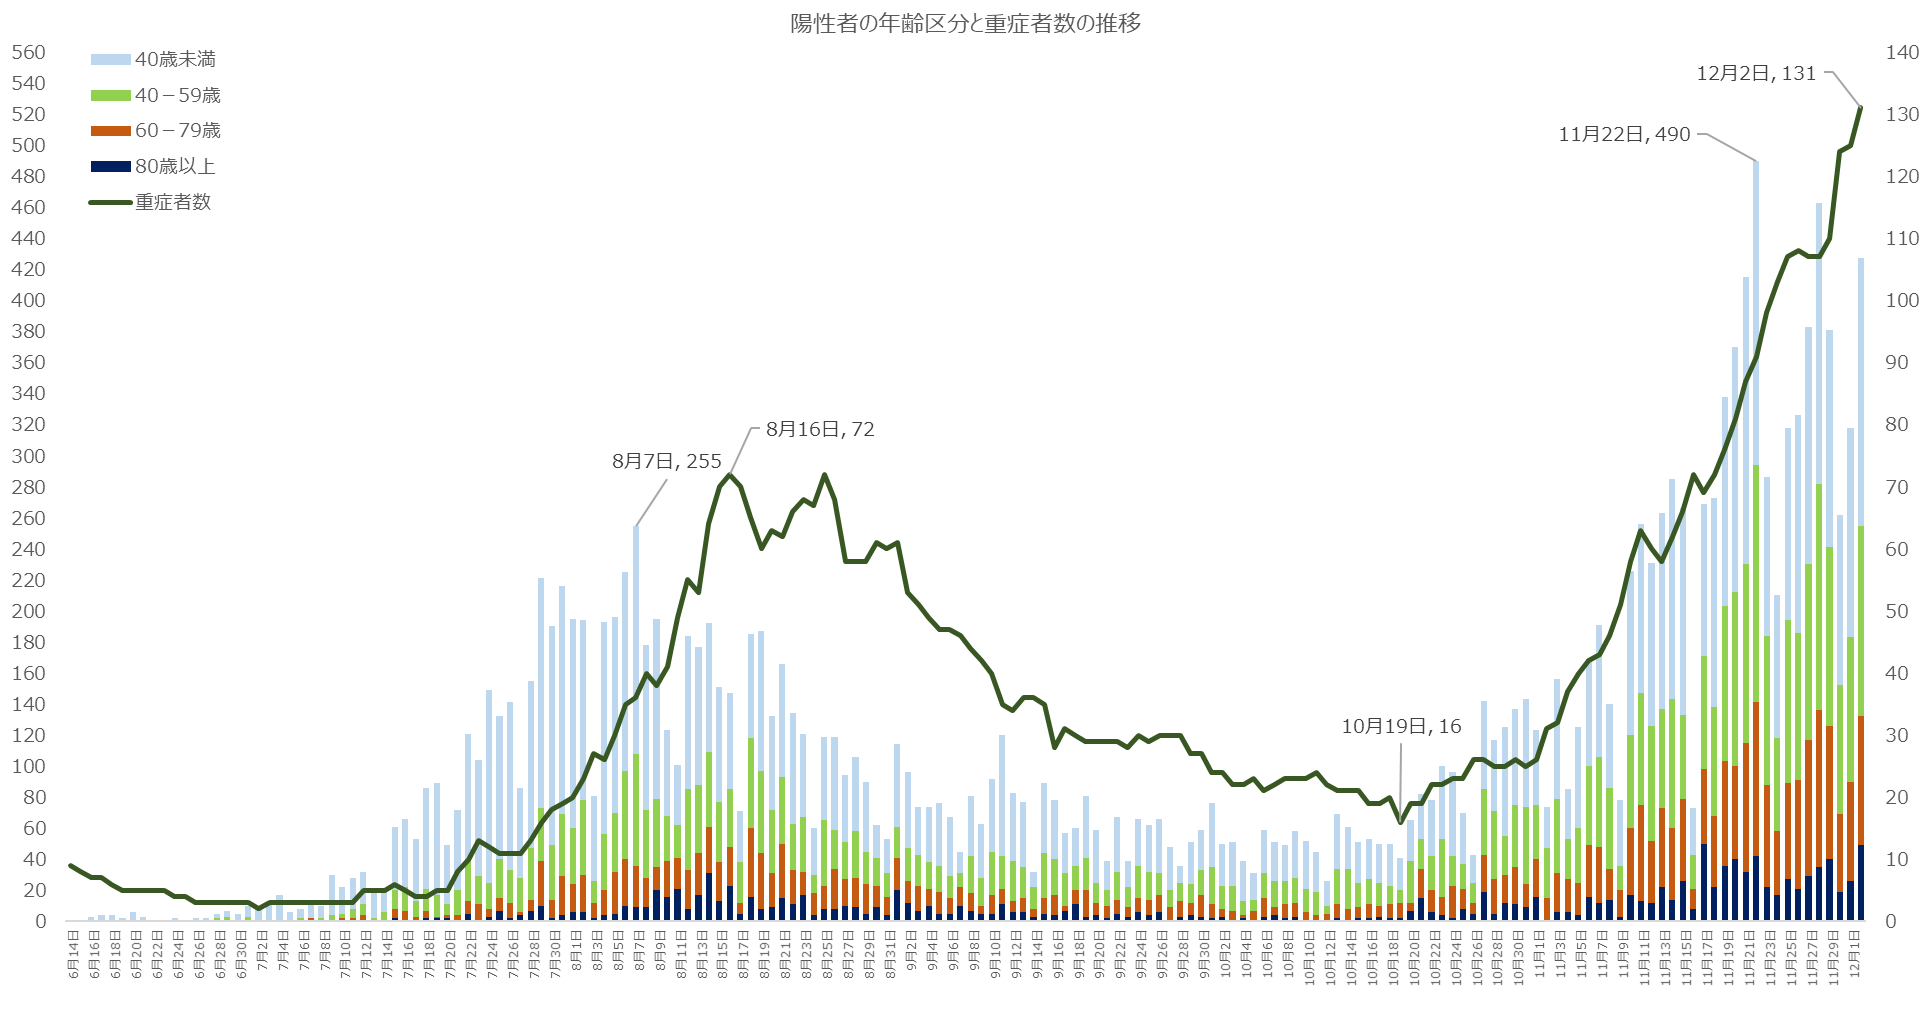 陽性者の年齢区分と重症者数の推移
40歳未満
40－59歳
60－79歳
80歳以上
重症者数
560
540
520
500
480
460
440
420
400
380
360
340
320
300
280
260
240
220
200
180
160
140
120
100
80
60
40
20
0
140
130
120
110
100
90
80
70
60
50
40
30
20
10
0
8月7日, 255
8月16日, 72
10月19日, 16
11月22日, 490
12月2日, 131
6月14日
6月16日
6月18日
6月20日
6月22日
6月24日
6月26日
6月28日
6月30日
7月2日
7月4日
7月6日
7月8日
7月10日
7月12日
7月14日
7月16日
7月18日
7月20日
7月22日
7月24日
7月26日
7月28日
7月30日
8月1日
8月3日
8月5日
8月7日
8月9日
8月11日
8月13日
8月15日
8月17日
8月19日
8月21日
8月23日
8月25日
8月27日
8月29日
8月31日
9月2日
9月4日
9月6日
9月8日
9月10日
9月12日
9月14日
9月16日
9月18日
9月20日
9月22日
9月24日
9月26日
9月28日
9月30日
10月2日
10月4日
10月6日
10月8日
10月10日
10月12日
10月14日
10月16日
10月18日
10月20日
10月22日
10月24日
10月26日
10月28日
10月30日
11月1日
11月3日
11月5日
11月7日
11月9日
11月11日
11月13日
11月15日
11月17日
11月19日
11月21日
11月23日
11月25日
11月27日
11月29日
12月1日